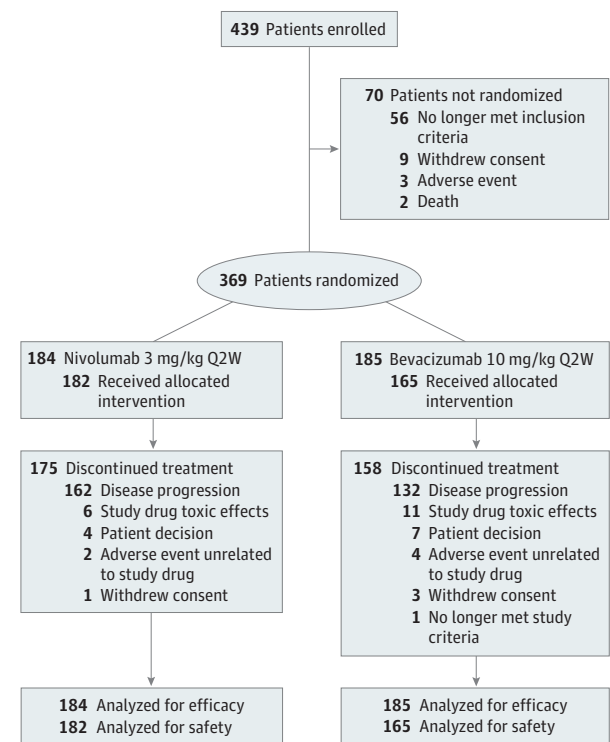 439 Patients enrolled
70 Patients not randomized
56 No longer met inclusion
criteria
9 Withdrew consent
3 Adverse event
2 Death
369 Patients randomized
184 Nivolumab 3 mg/kg Q2W
182 Received allocated
intervention
185 Bevacizumab 10 mg/kg Q2W
165 Received allocated
intervention
175 Discontinued treatment
162 Disease progression
6 Study drug toxic effects
4 Patient decision
2 Adverse event unrelated
to study drug
1 Withdrew consent
158 Discontinued treatment
132 Disease progression
11 Study drug toxic effects
7 Patient decision
4 Adverse event unrelated
to study drug
3 Withdrew consent
1 No longer met study
criteria
184 Analyzed for efficacy
182 Analyzed for safety
185 Analyzed for efficacy
165 Analyzed for safety